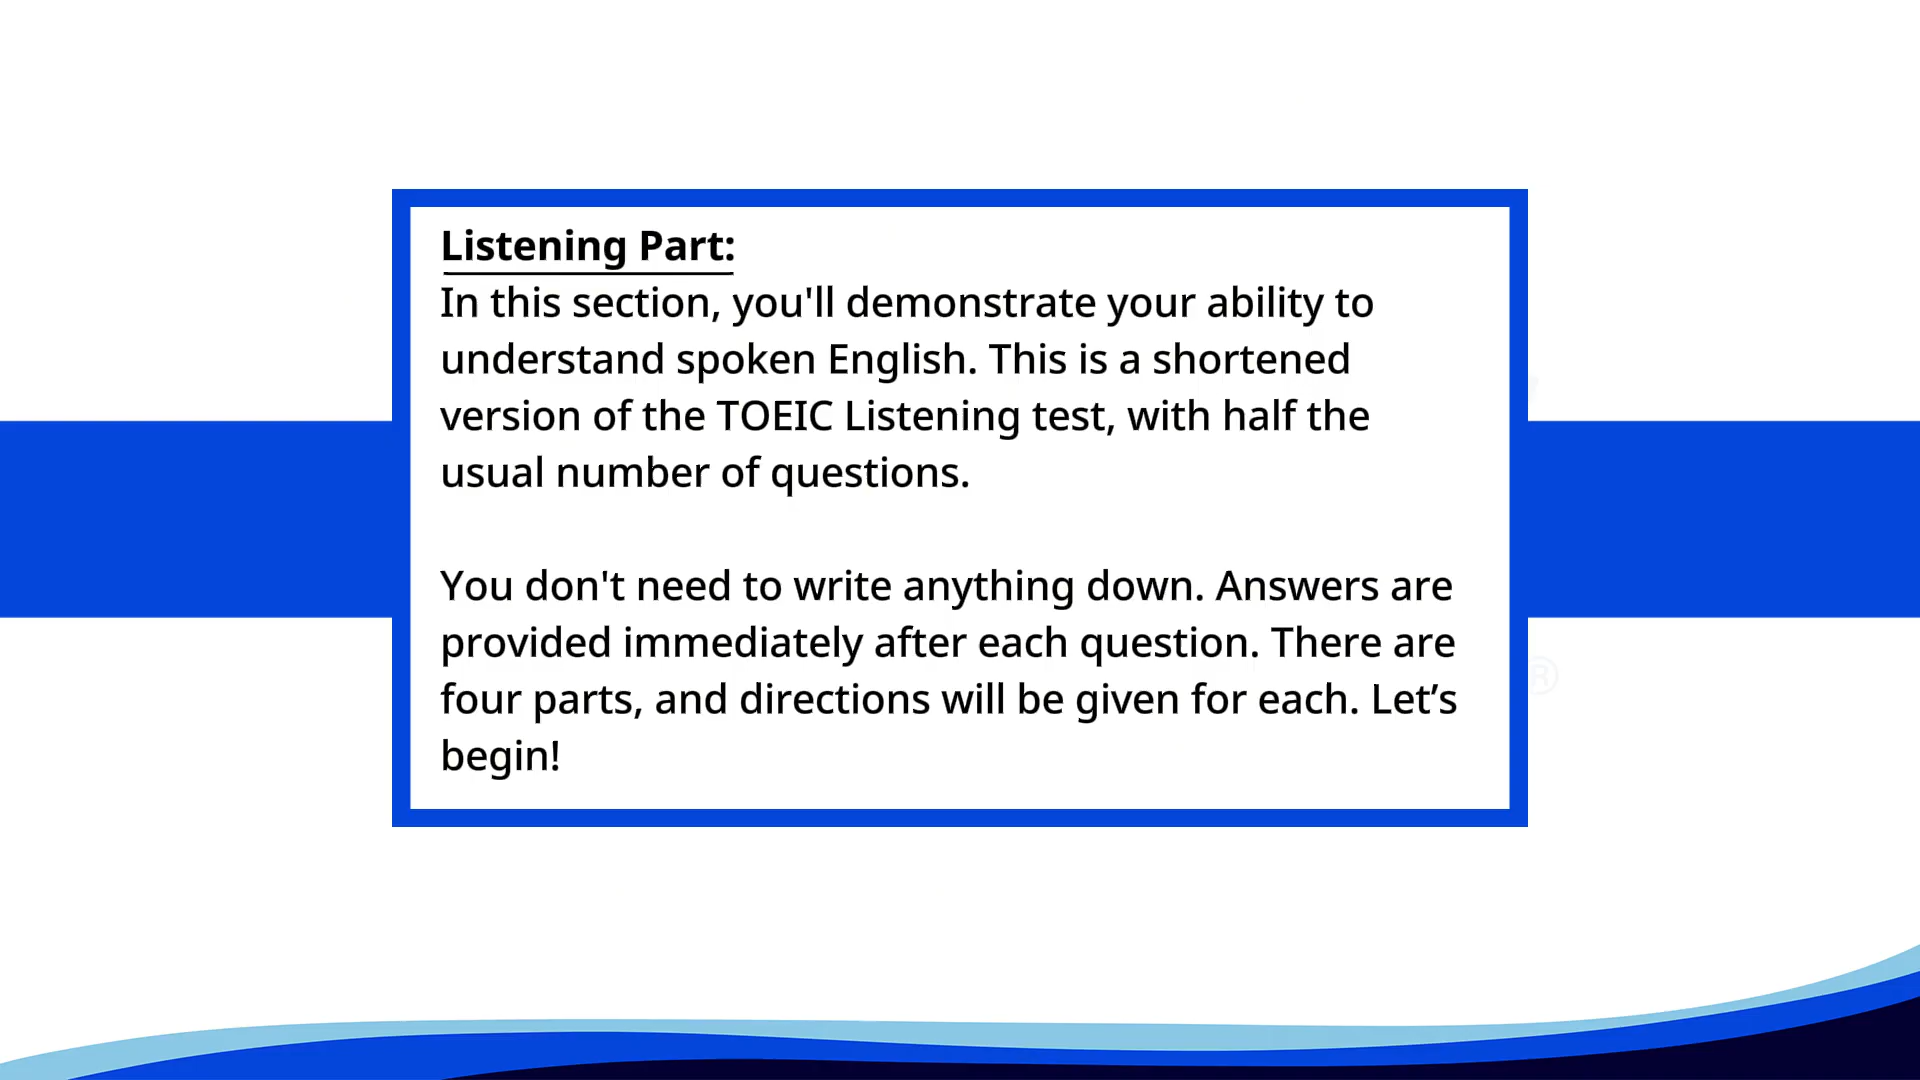 Listening Part:
In this section, you'll demonstrate your ability to
understand spoken English. This is a shortened
version of the TOEIC Listening test, with half the
usual number of questions.
You don't need to write anything down. Answers are
provided immediately after each question. There are
four parts, and directions will be given for each. Let’s
begin!
®